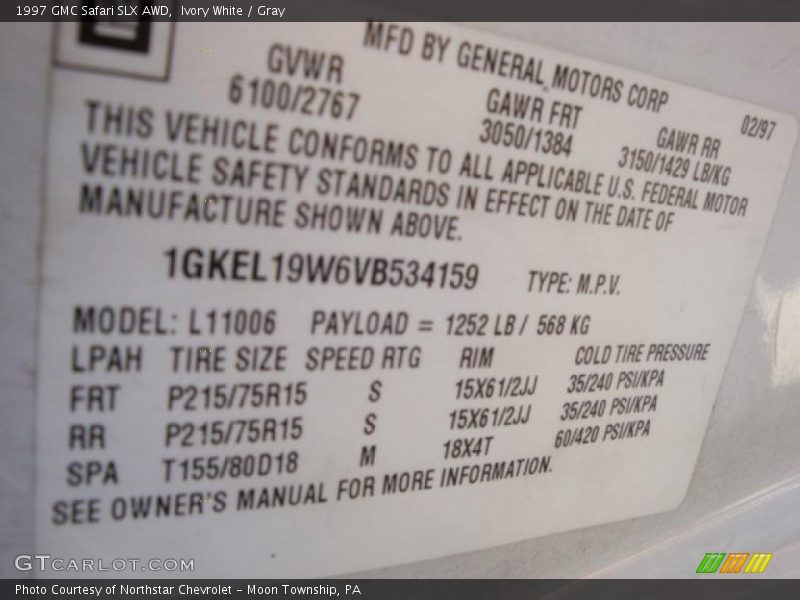 1997 GMC Safari SLX AWD, Ivory White / Gray
MFD BY GENERAL MOTORS CORP
02/97
GVWR GAWR FRT GAWR RR
6100/2767 3050/1384 3150/1429 LB/KG
THIS VEHICLE CONFORMS TO ALL APPLICABLE U.S. FEDERAL MOTOR
VEHICLE SAFETY STANDARDS IN EFFECT ON THE DATE OF
MANUFACTURE SHOWN ABOVE.
1GKEL19W6VB534159 TYPE: M.P.V.
MODEL: L11006 PAYLOAD = 1252 LB / 568 KG
LPAH TIRE SIZE SPEED RTG RIM COLD TIRE PRESSURE
FRT P215/75R15 S 15X61/2JJ 35/240 PSI/KPA
RR P215/75R15 S 15X61/2JJ 35/240 PSI/KPA
SPA T155/80D18 M 18X4T 60/420 PSI/KPA
SEE OWNER'S MANUAL FOR MORE INFORMATION.
GTCARLOT.COM
Photo Courtesy of Northstar Chevrolet - Moon Township, PA